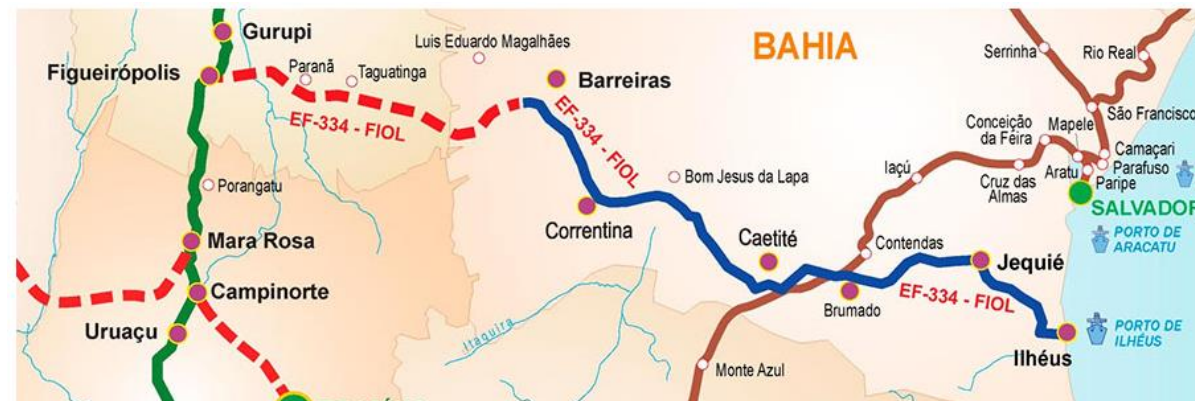 Gurupi
Luis Eduardo Magalhães
BAHIA
Serrinha
Rio Real
Figueirópolis
Paranã
Taguatinga
Barreiras
EF-334 - FIOL
EF-334 - FIOL
São Francisco
Mapele
Conceição
da Feira
Camaçari
Parafuso
Aratu
Paripe
Iaçú
Cruz das
Almas
Porangatu
Bom Jesus da Lapa
SALVADOR
Correntina
Caetité
Contendas
PORTO DE
ARACATU
Mara Rosa
Jequié
Campinorte
EF-334 - FIOL
Brumado
Uruaçu
Itaquira
PORTO DE
ILHÉUS
Ilhéus
Monte Azul